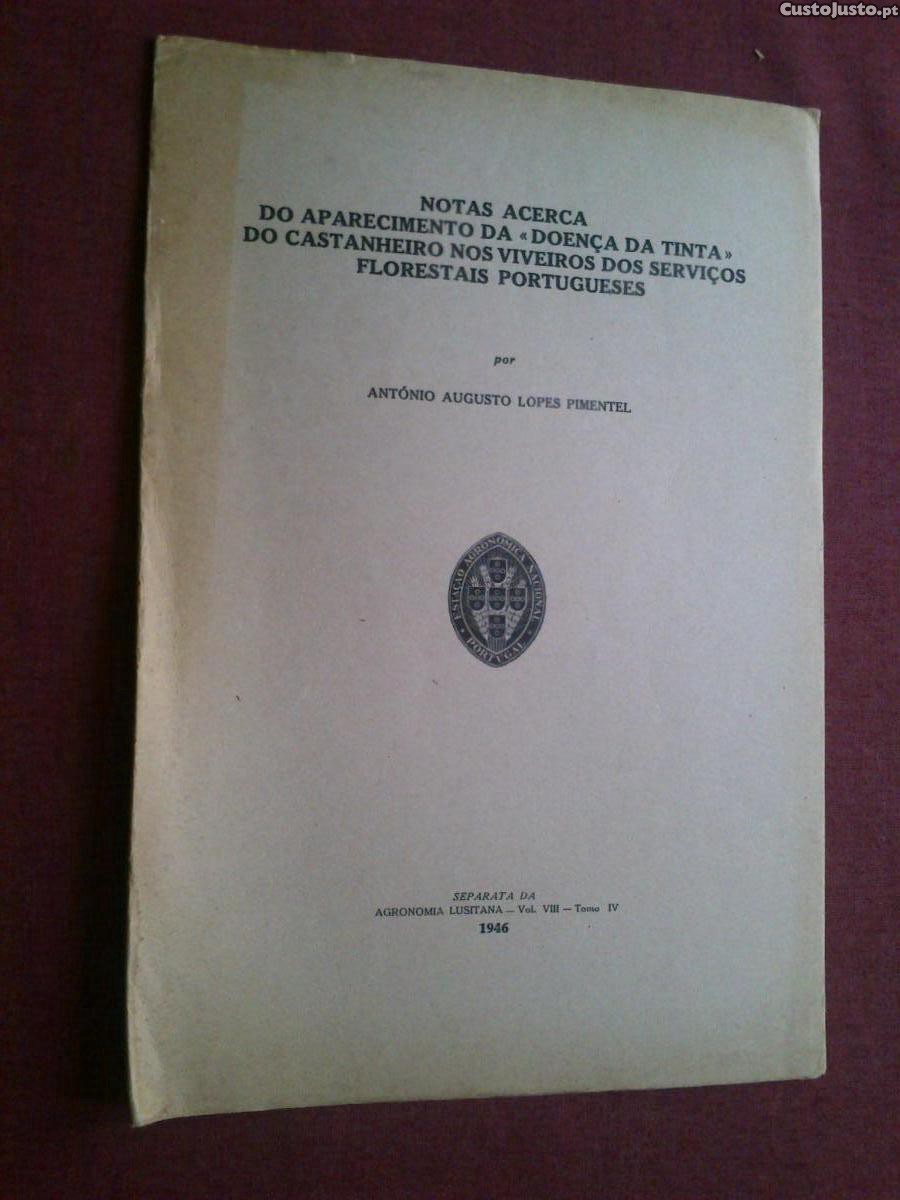 CustoJusto.pt
NOTAS ACERCA
DO APARECIMENTO DA «DOENÇA DA TINTA»
DO CASTANHEIRO NOS VIVEIROS DOS SERVIÇOS
FLORESTAIS PORTUGUESES
por
ANTÓNIO AUGUSTO LOPES PIMENTEL
ESTAÇÃO AGRONÓMICA NACIONAL
PORTUGAL
SEPARATA DA
AGRONOMIA LUSITANA — Vol. VIII — Tomo IV
1946